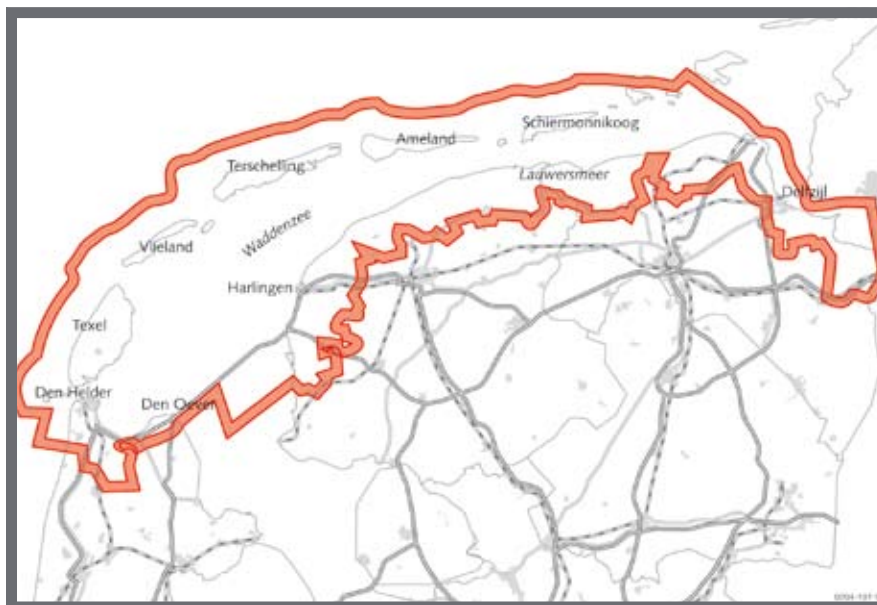 Schiermonnikoog
Ameland
Terschelling
Lauwersmeer
Delfzijl
Waddenzee
Vlieland
Harlingen
Texel
Den Helder
Den Oever